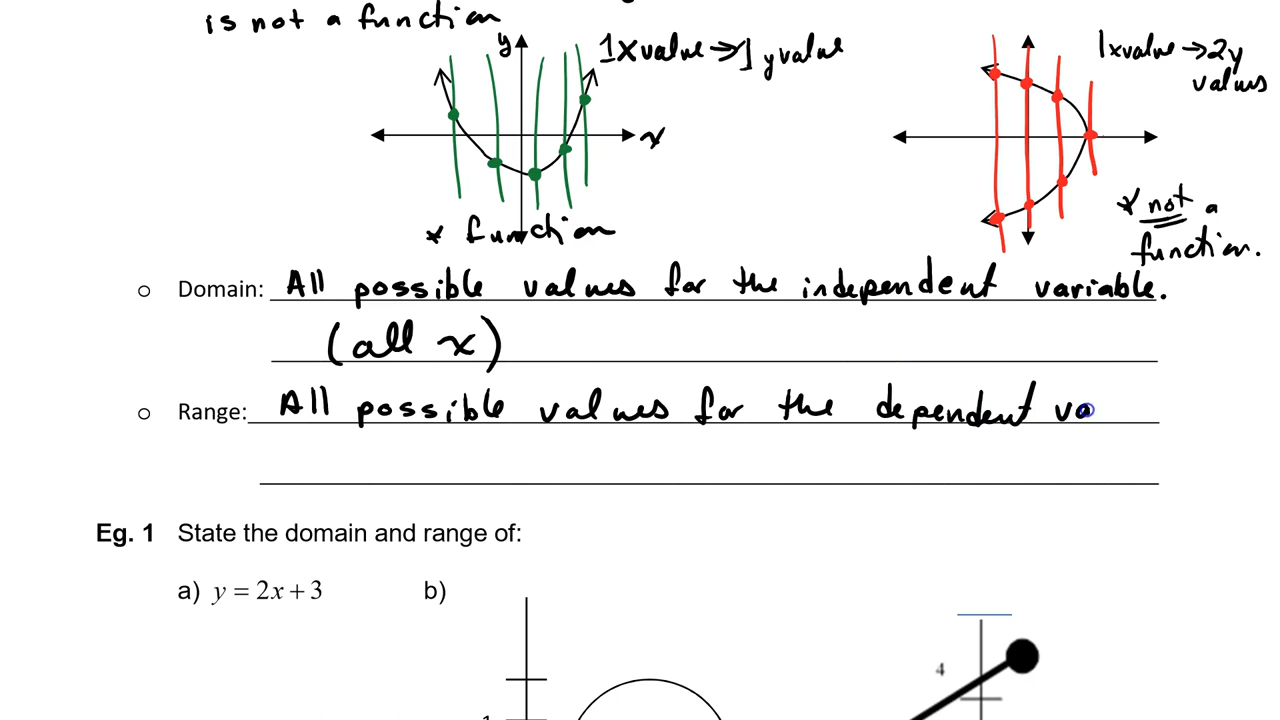 is not a function
y
1 x value → 1 y value
1 x value → 2 y
values
x
* not a
function.
* function
o Domain: All possible values for the independent variable.
(all x)
o Range: All possible values for the dependent va
Eg. 1 State the domain and range of:
a) y = 2x + 3 b)
4